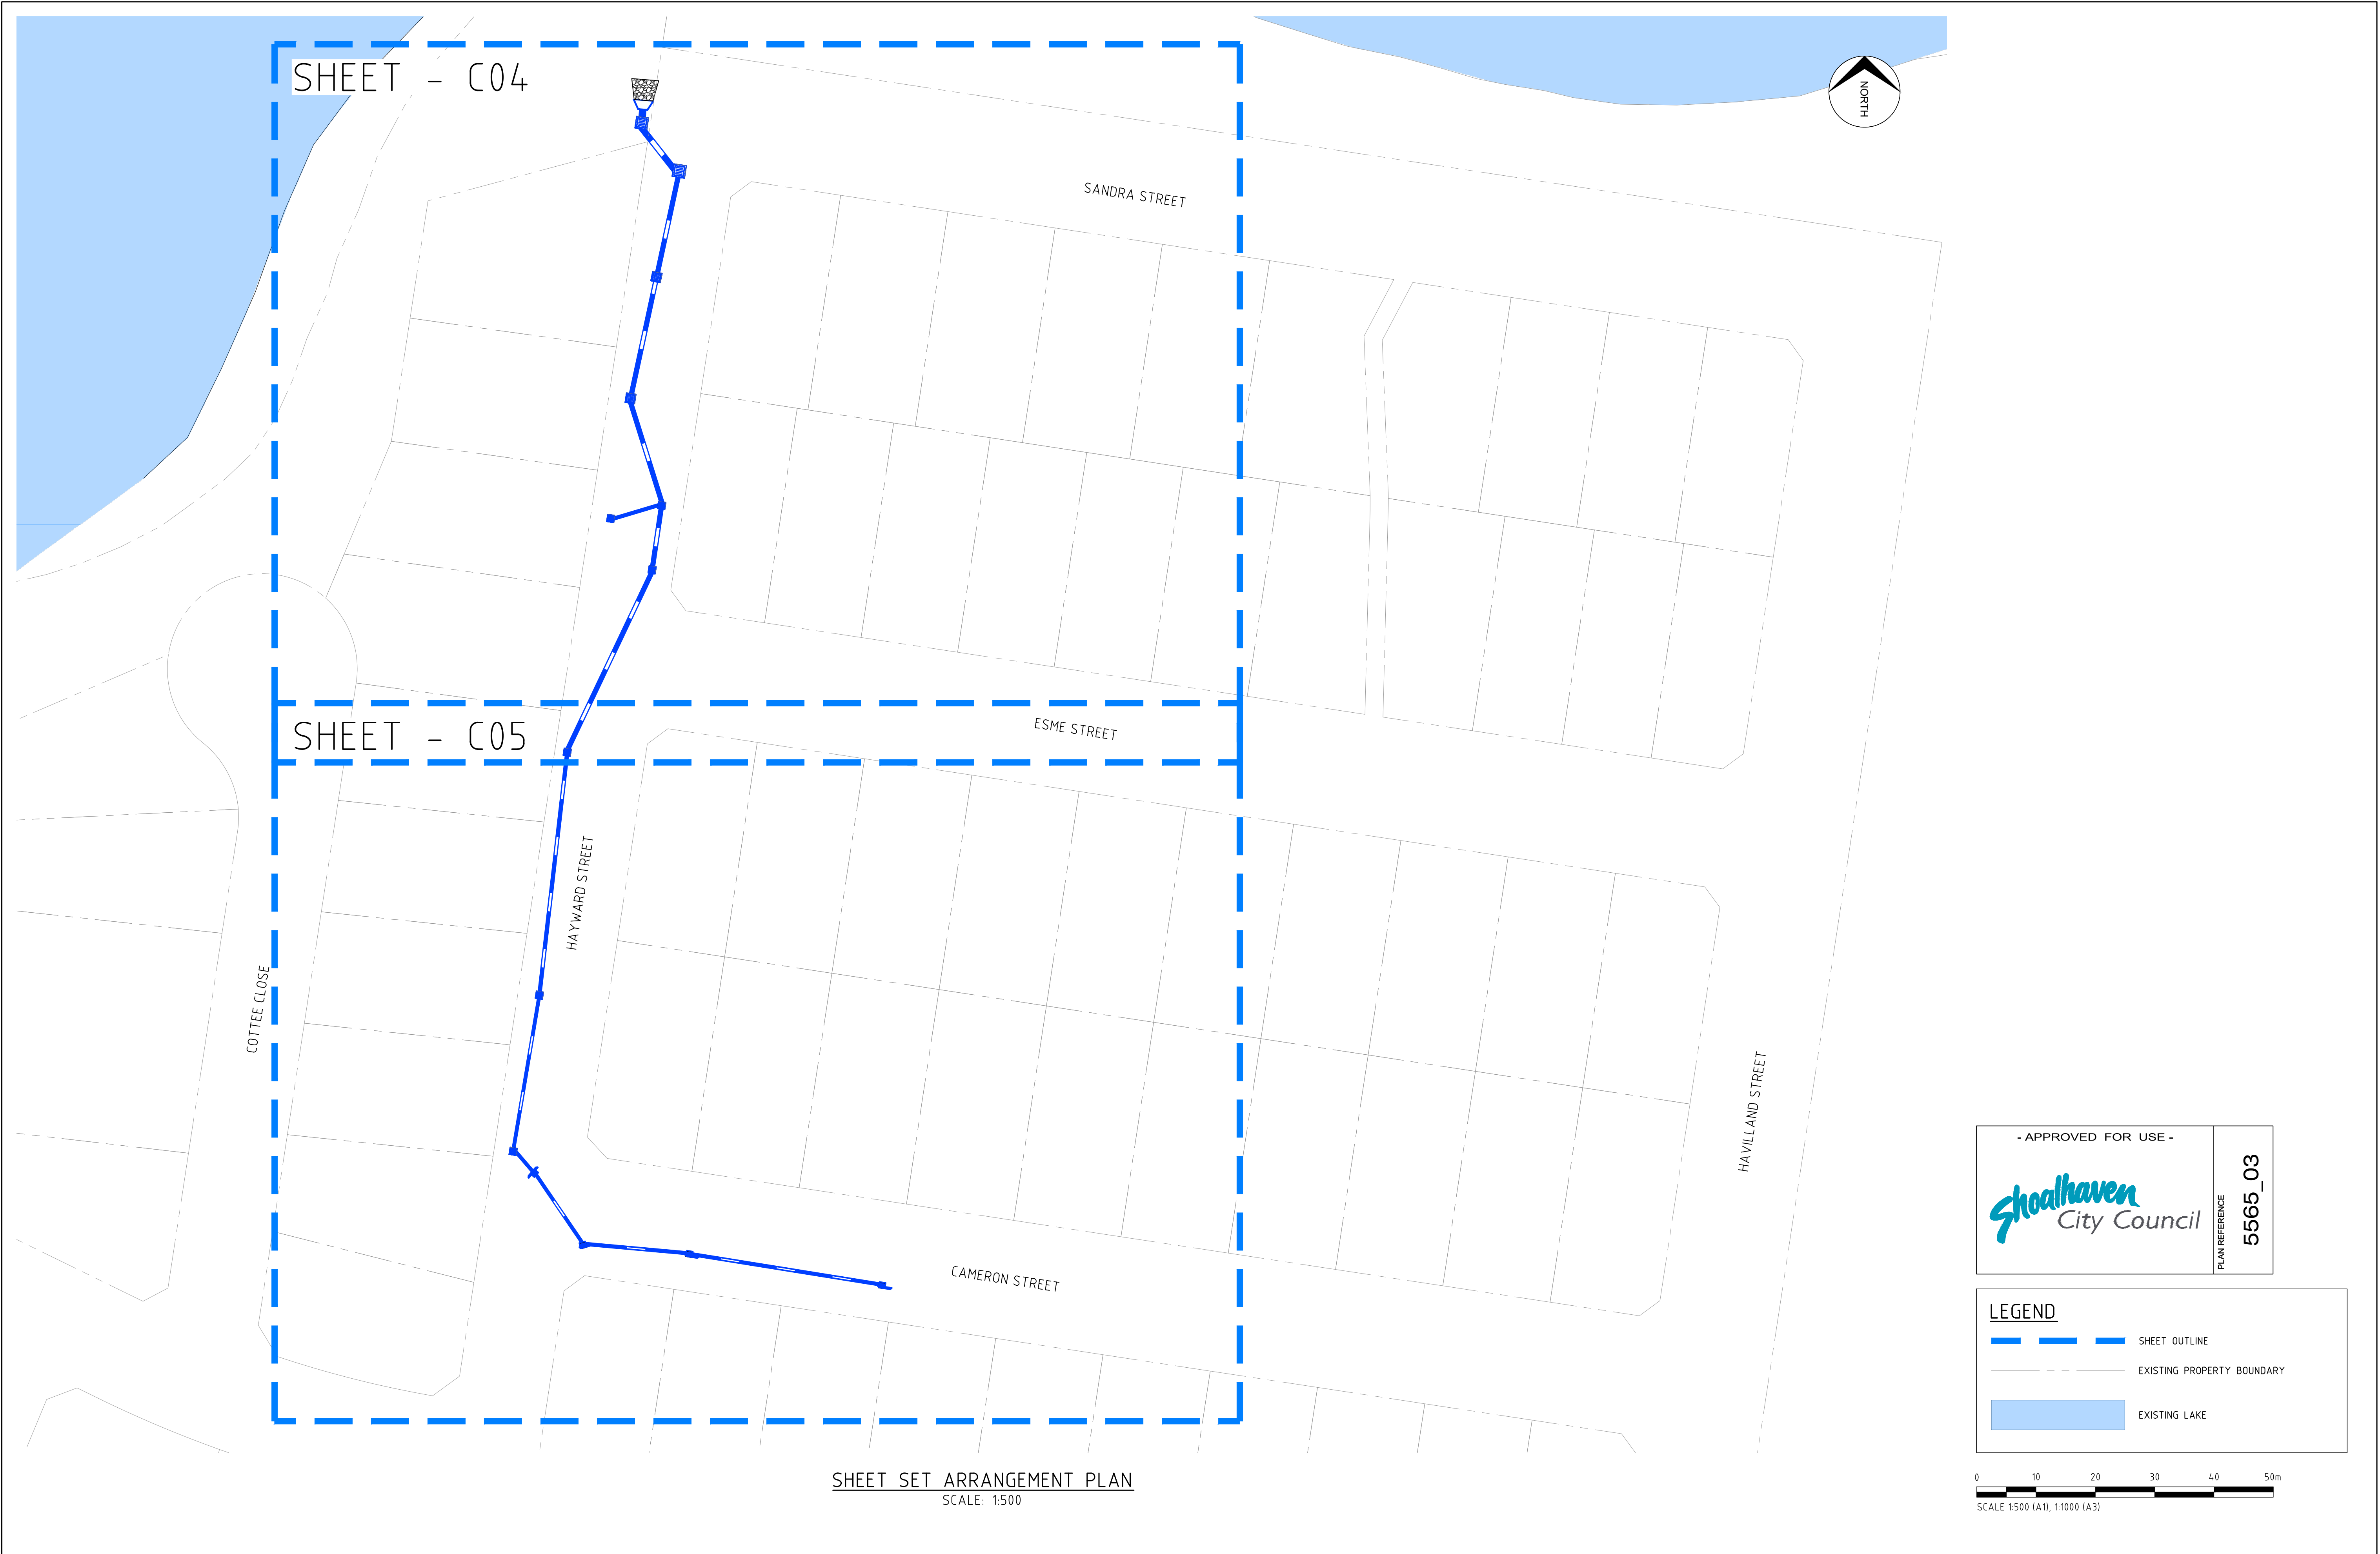 SHEET - C04
NORTH
SANDRA STREET
SHEET - C05
ESME STREET
HAYWARD STREET
COTTEE CLOSE
HAVILLAND STREET
CAMERON STREET
- APPROVED FOR USE -
Shoalhaven
City Council
PLAN REFERENCE
5565_03
LEGEND
SHEET OUTLINE
EXISTING PROPERTY BOUNDARY
EXISTING LAKE
0 10 20 30 40 50m
SCALE 1:500 (A1), 1:1000 (A3)
SHEET SET ARRANGEMENT PLAN
SCALE: 1:500